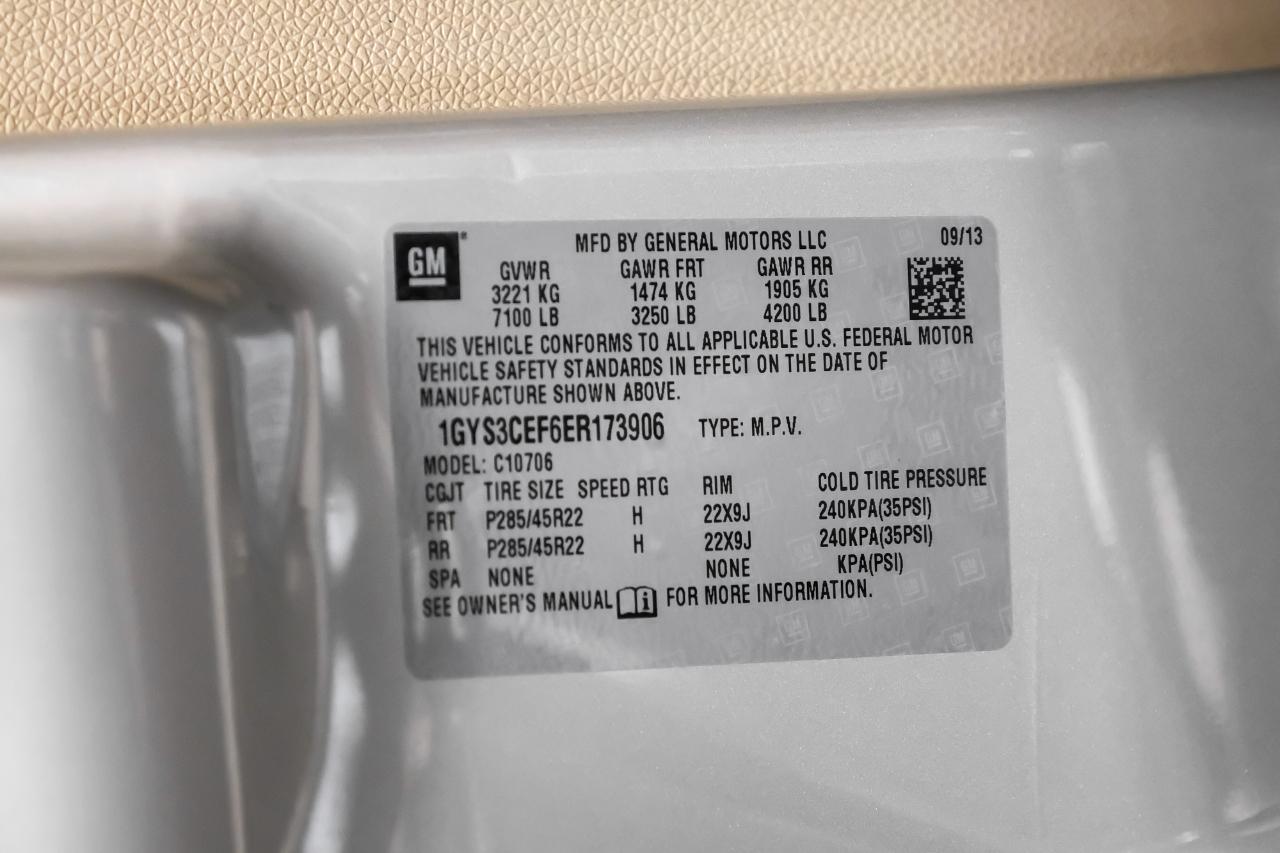 GM
MFD BY GENERAL MOTORS LLC 09/13
GVWR GAWR FRT GAWR RR
3221 KG 1474 KG 1905 KG
7100 LB 3250 LB 4200 LB
THIS VEHICLE CONFORMS TO ALL APPLICABLE U.S. FEDERAL MOTOR
VEHICLE SAFETY STANDARDS IN EFFECT ON THE DATE OF
MANUFACTURE SHOWN ABOVE.
1GYS3CEF6ER173906 TYPE: M.P.V.
MODEL: C10706
CGJT TIRE SIZE SPEED RTG RIM COLD TIRE PRESSURE
FRT P285/45R22 H 22X9J 240KPA(35PSI)
RR P285/45R22 H 22X9J 240KPA(35PSI)
SPA NONE NONE KPA(PSI)
SEE OWNER'S MANUAL i FOR MORE INFORMATION.